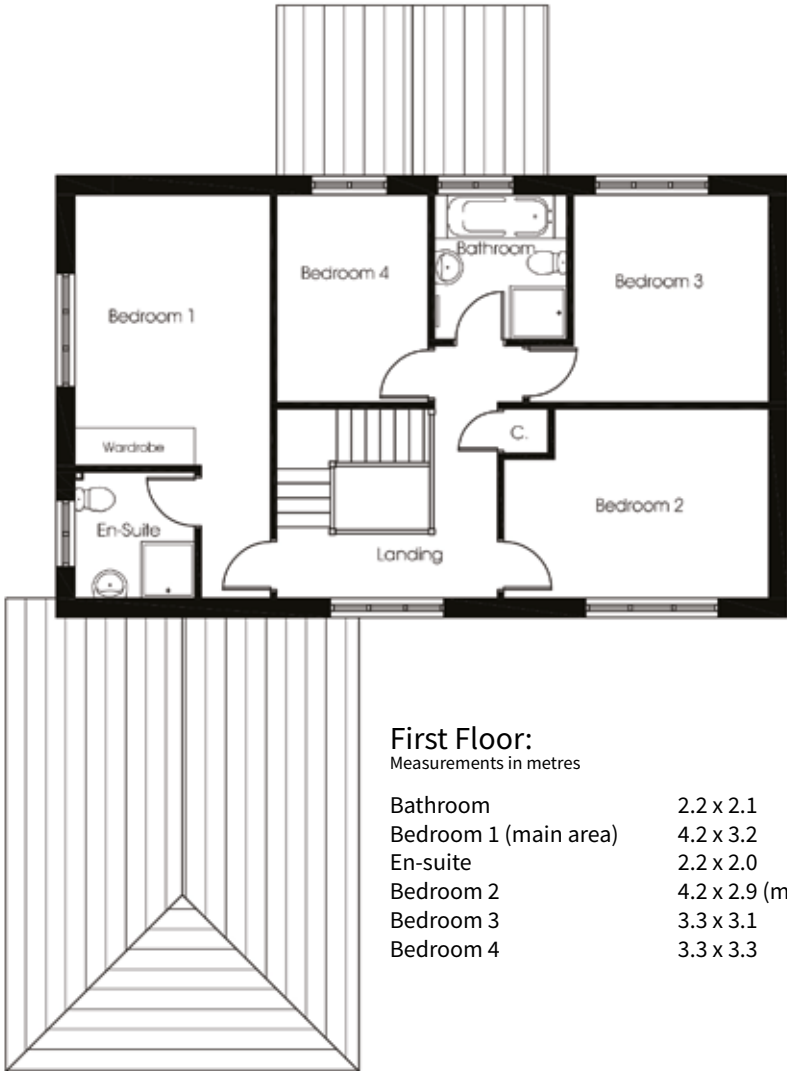 Bathroom
Bedroom 4
Bedroom 3
Bedroom 1
Wardrobe
C.
Bedroom 2
En-Suite
Landing
First Floor:
Measurements in metres
Bathroom 2.2 x 2.1
Bedroom 1 (main area) 4.2 x 3.2
En-suite 2.2 x 2.0
Bedroom 2 4.2 x 2.9 (m
Bedroom 3 3.3 x 3.1
Bedroom 4 3.3 x 3.3